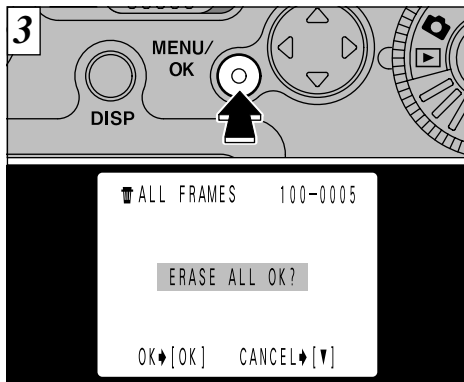 3
MENU/
OK
DISP
ALL FRAMES 100-0005
ERASE ALL OK?
OK➧[OK] CANCEL➧[▼]